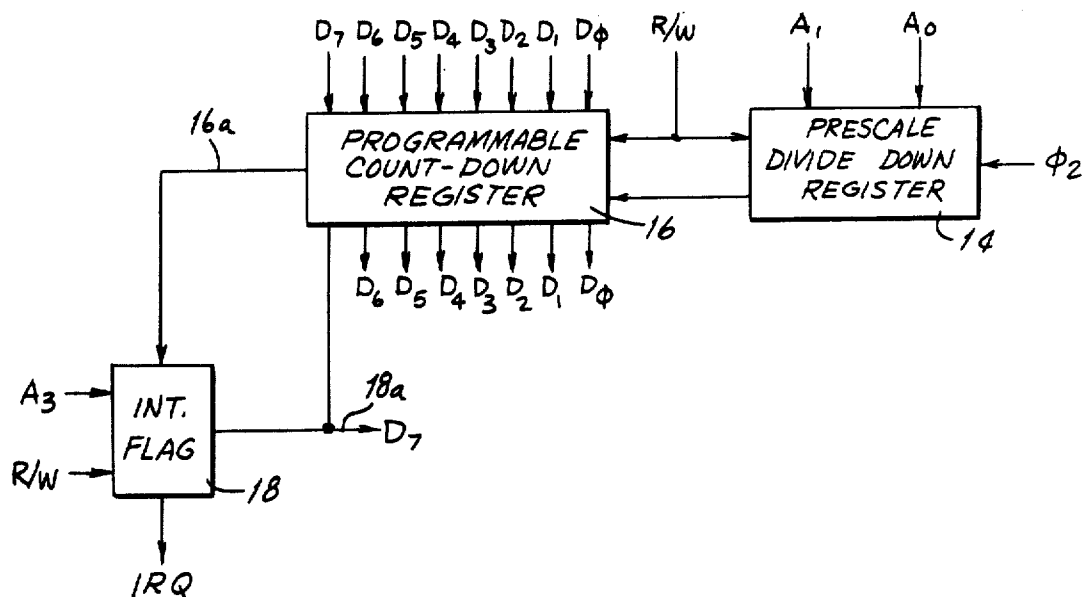 D7 D6 D5 D4 D3 D2 D1 Dφ R/W A1 A0
PROGRAMMABLE
COUNT-DOWN
REGISTER
16
PRESCALE
DIVIDE DOWN
REGISTER
14
φ2
16a
D6 D5 D4 D3 D2 D1 Dφ
A3
R/W
INT.
FLAG
18
18a
D7
IRQ